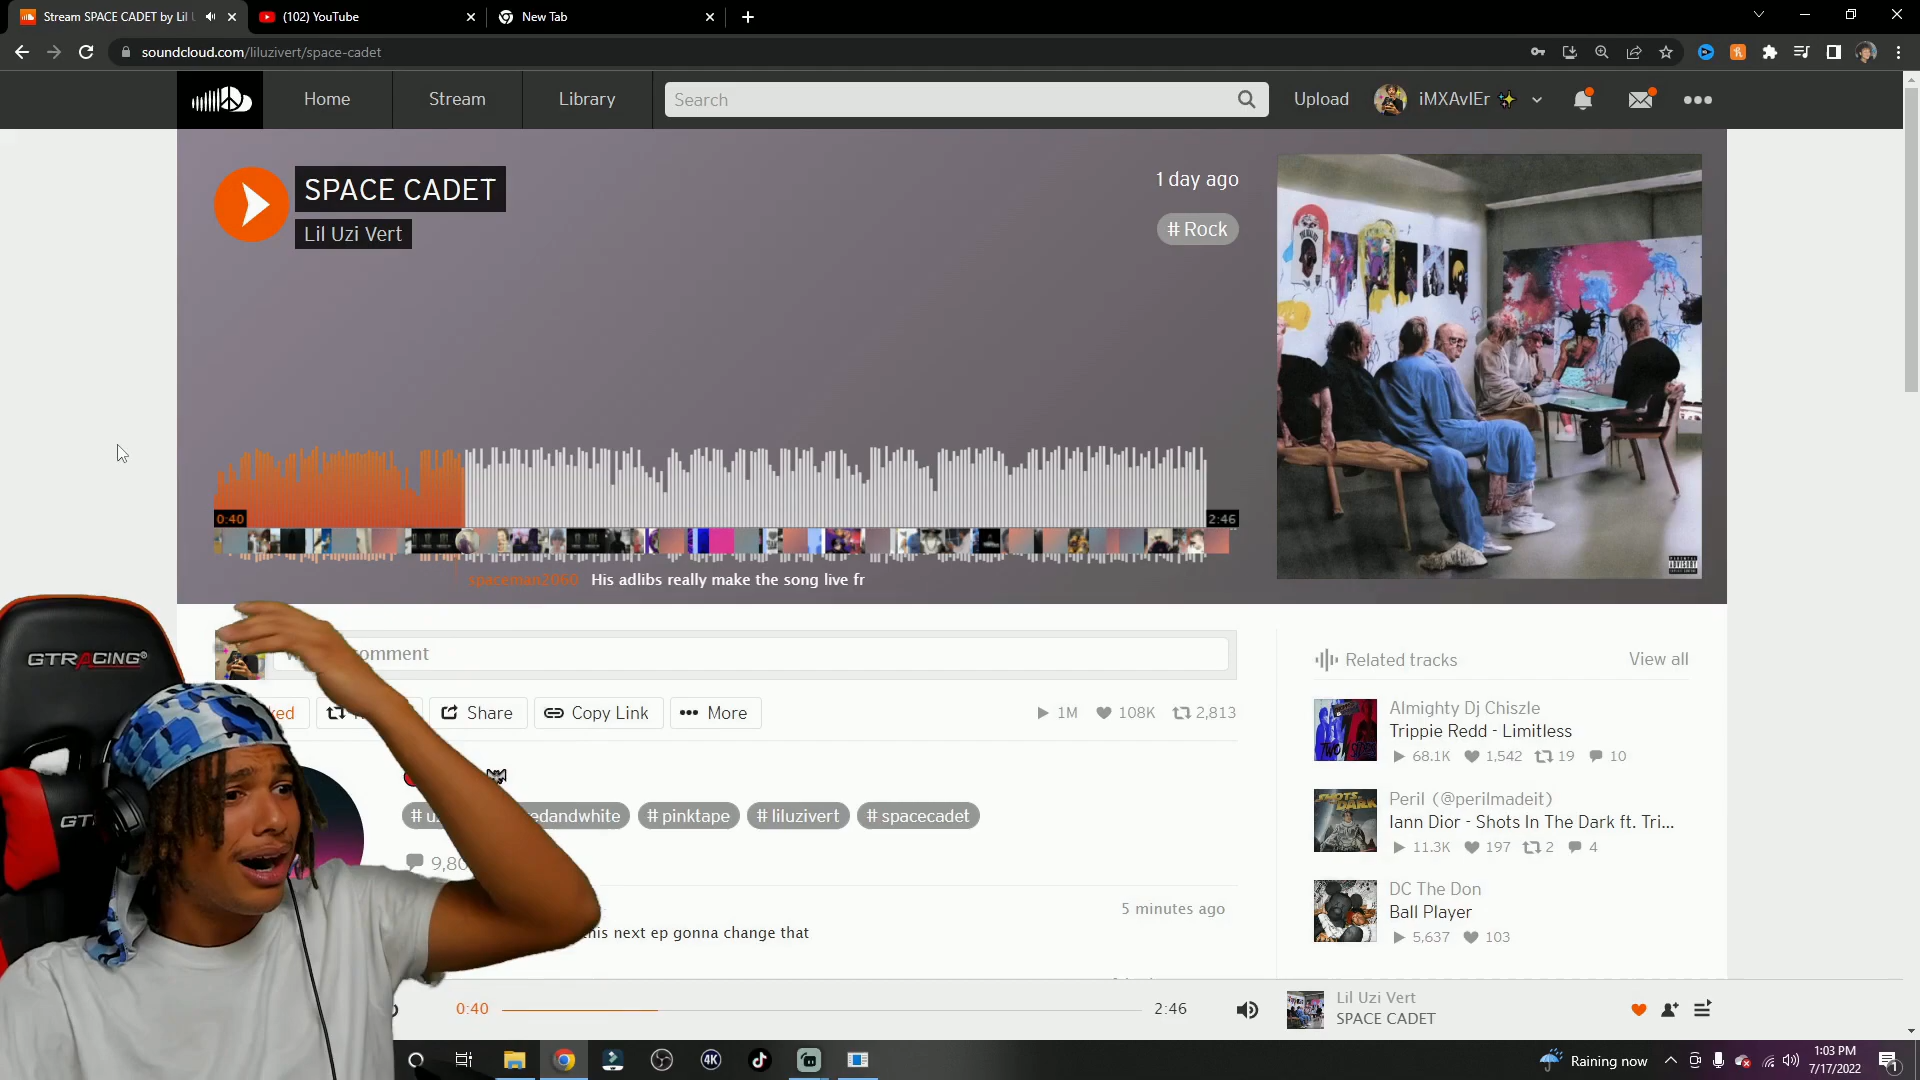 Stream SPACE CADET by Lil U
(102) YouTube
New Tab
soundcloud.com/liluzivert/space-cadet
Home
Stream
Library
Search
Upload
iMXAvIEr ✨
SPACE CADET
Lil Uzi Vert
1 day ago
# Rock
0:40
2:46
spaceman2060 His adlibs really make the song live fr
comment
Share
Copy Link
More
1M
108K
2,813
# pinktape
# liluzivert
# spacecadet
5 minutes ago
next ep gonna change that
Related tracks
View all
Almighty Dj Chiszle
Trippie Redd - Limitless
68.1K 1,542 19 10
Peril (@perilmadeit)
Iann Dior - Shots In The Dark ft. Tri...
11.3K 197 2 4
DC The Don
Ball Player
5,637 103
GTRACING
GT
0:40
2:46
Lil Uzi Vert
SPACE CADET
4K
Raining now
1:03 PM
7/17/2022
1